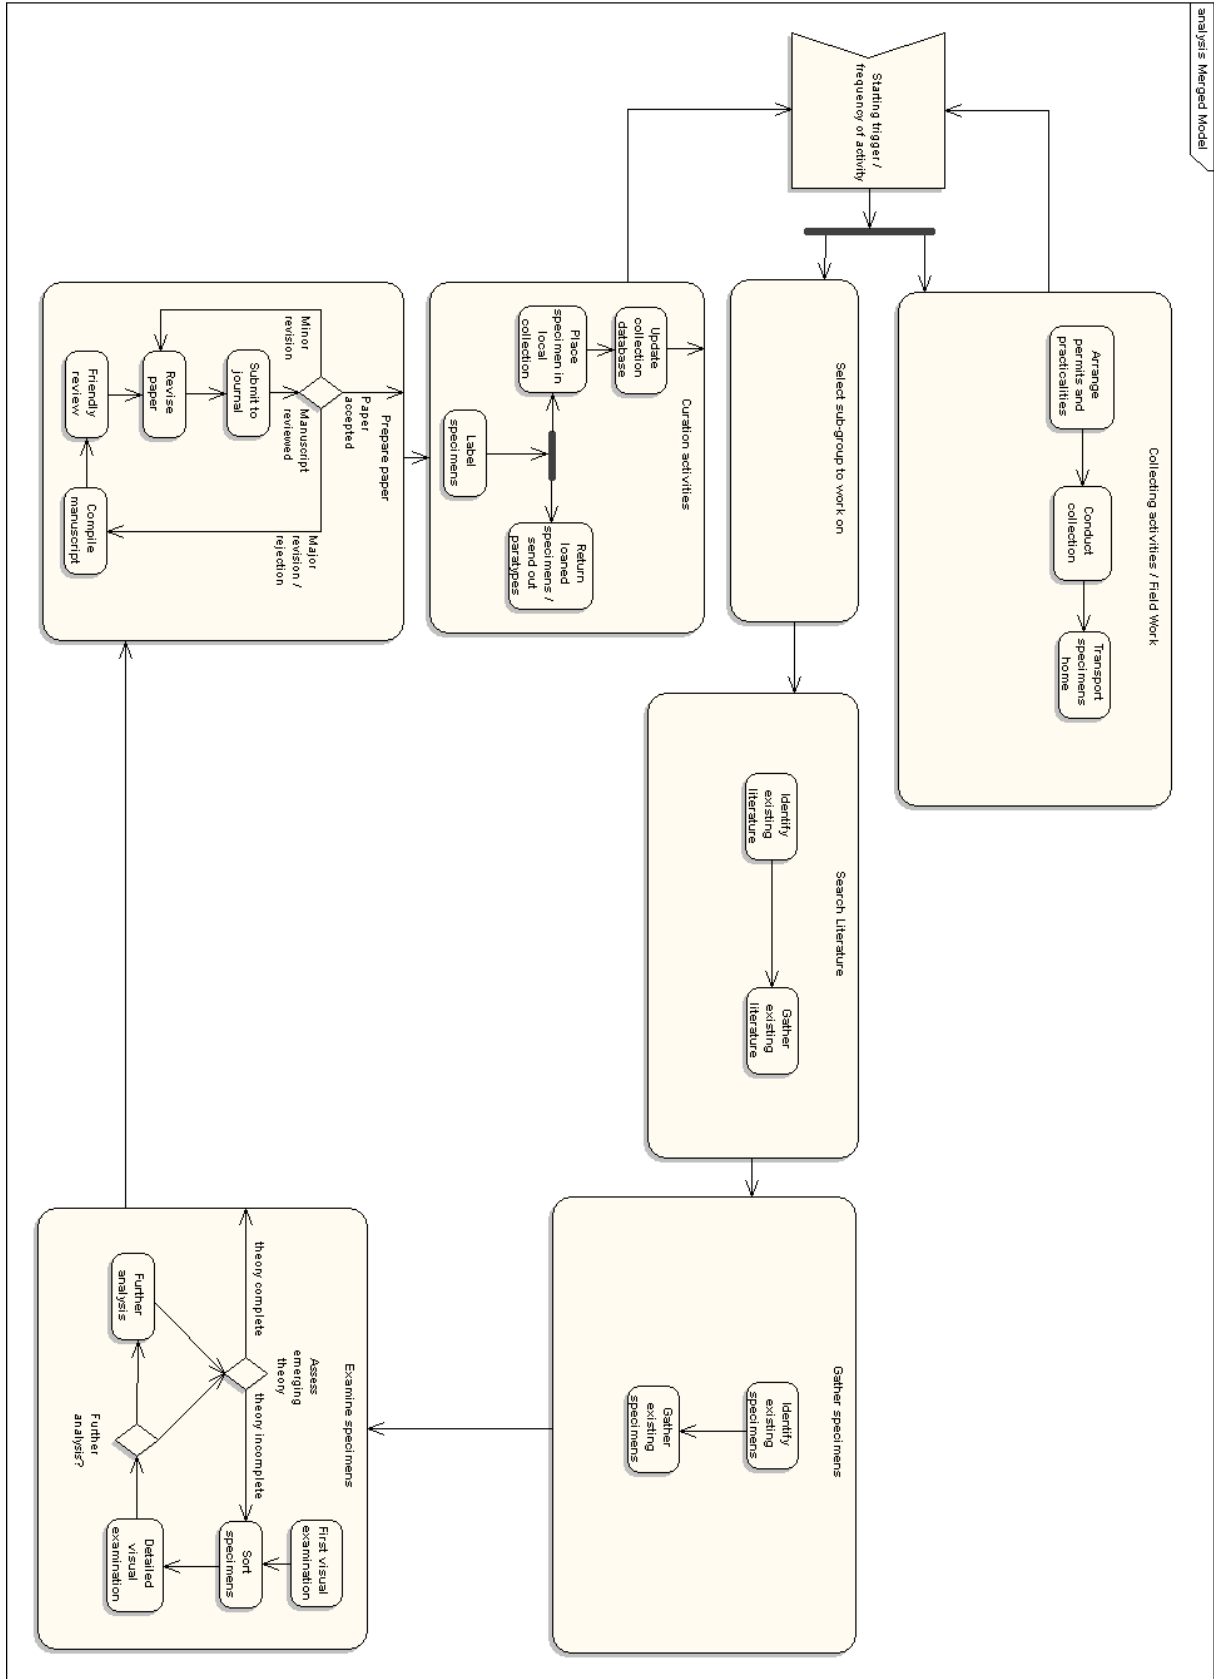 analysis Merged Model
Starting trigger /
frequency of activity
Collecting activities / Field Work
Arrange
permits and
practicalities
Conduct
collection
Transport
specimens
home
Select sub-group to work on
Search Literature
Identify
existing
literature
Gather
existing
literature
Gather specimens
Identify
existing
specimens
Gather
existing
specimens
Curation activities
Update
collection
database
Place
specimen in
local
collection
Label
specimens
Return
loaned
specimens /
send out
paratypes
Prepare paper
Paper
accepted
Manuscript
reviewed
Minor
revision
Major
revision /
rejection
Submit to
journal
Revise
paper
Friendly
review
Compile
manuscript
Examine specimens
Assess
emerging
theory
theory complete
theory incomplete
First visual
examination
Sort
specimens
Detailed
visual
examination
Further
analysis?
Further
analysis